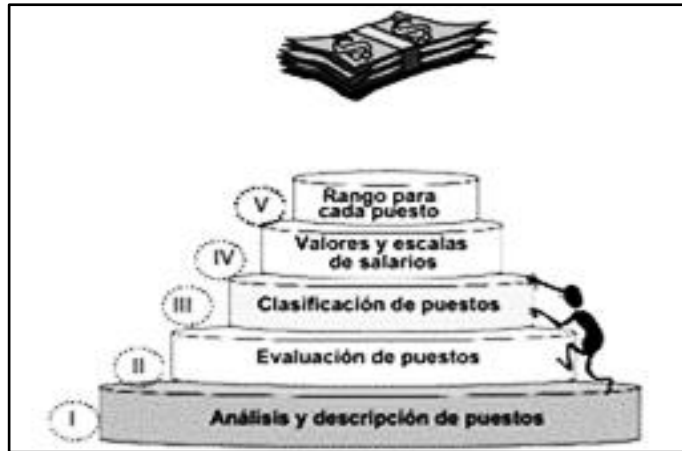 V
Rango para
cada puesto
IV
Valores y escalas
de salarios
III
Clasificación de puestos
II
Evaluación de puestos
I
Análisis y descripción de puestos